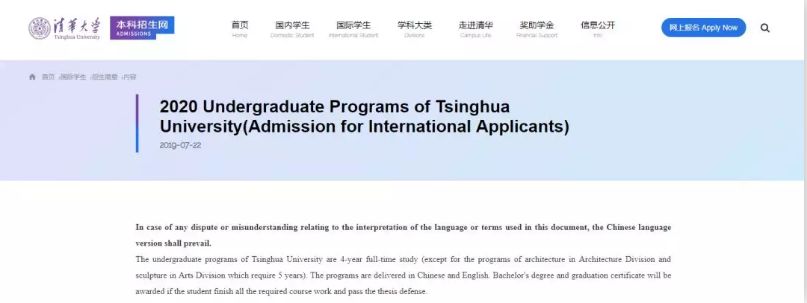 清华大学
Tsinghua University
本科招生网
ADMISSIONS
首页 国内学生 国际学生 学科大类 走进清华 奖助学金 信息公开
Home Domestic Student International Student Divisions Campus Life Financial Support Info
网上报名 Apply Now
首页 国际学生 招生简章 内容
2020 Undergraduate Programs of Tsinghua
University(Admission for International Applicants)
2019-07-22
In case of any dispute or misunderstanding relating to the interpretation of the language or terms used in this document, the Chinese language
version shall prevail.
The undergraduate programs of Tsinghua University are 4-year full-time study (except for the programs of architecture in Architecture Division and
sculpture in Arts Division which require 5 years). The programs are delivered in Chinese and English. Bachelor's degree and graduation certificate will be
awarded if the student finish all the required course work and pass the thesis defense.